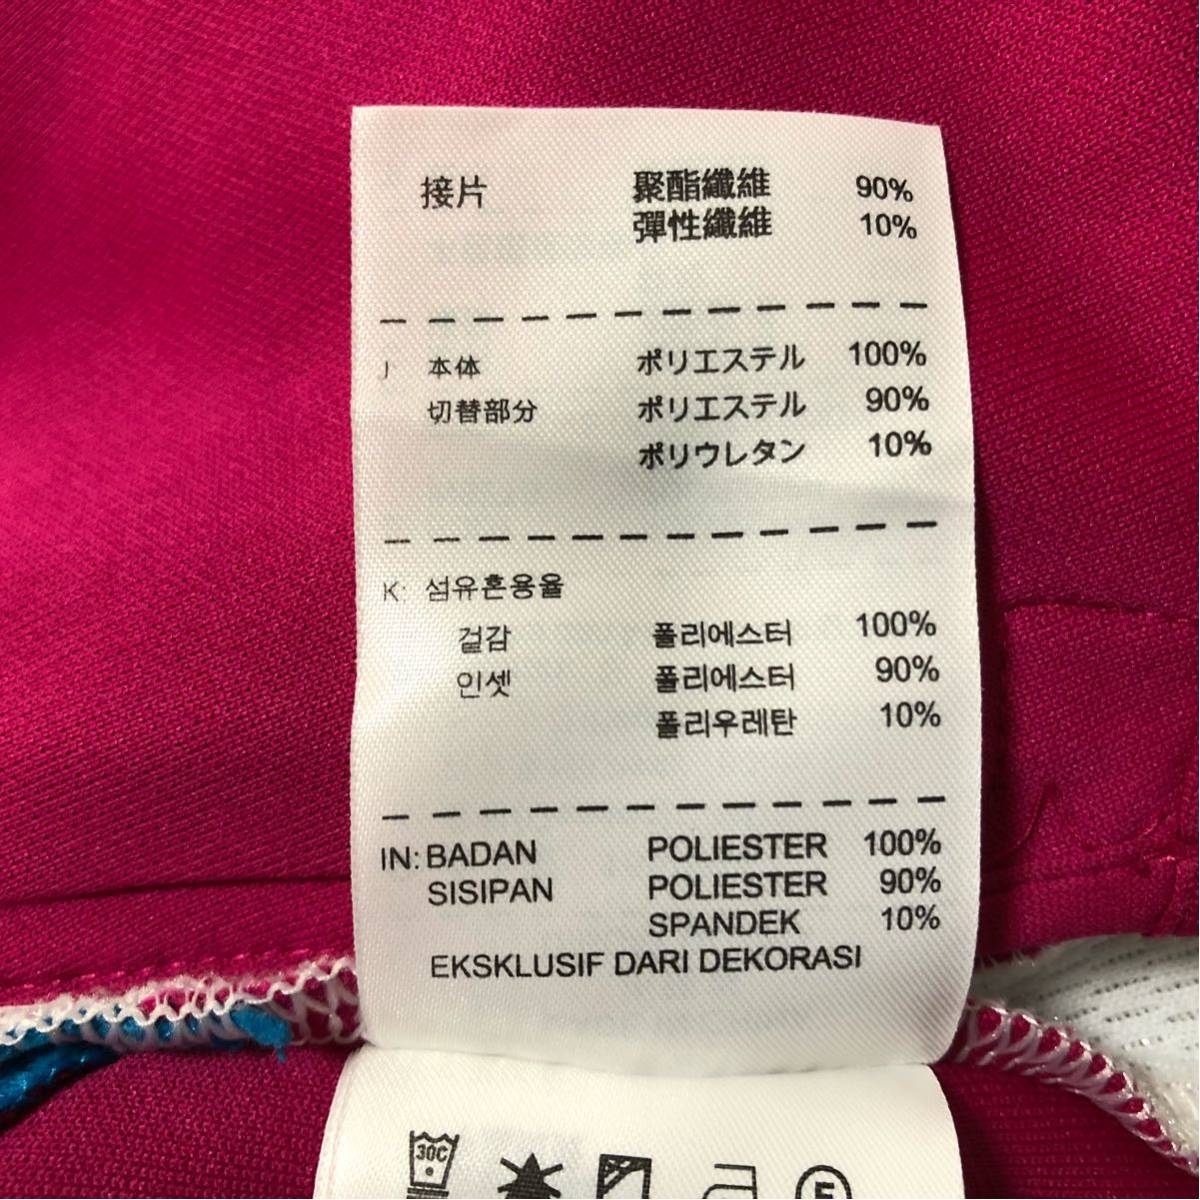 接片 聚酯纖維 90%
彈性纖維 10%
J 本体 ポリエステル 100%
切替部分 ポリエステル 90%
ポリウレタン 10%
K: 섬유혼용율
겉감 폴리에스터 100%
인셋 폴리에스터 90%
폴리우레탄 10%
IN: BADAN POLIESTER 100%
SISIPAN POLIESTER 90%
SPANDEK 10%
EKSKLUSIF DARI DEKORASI
30C